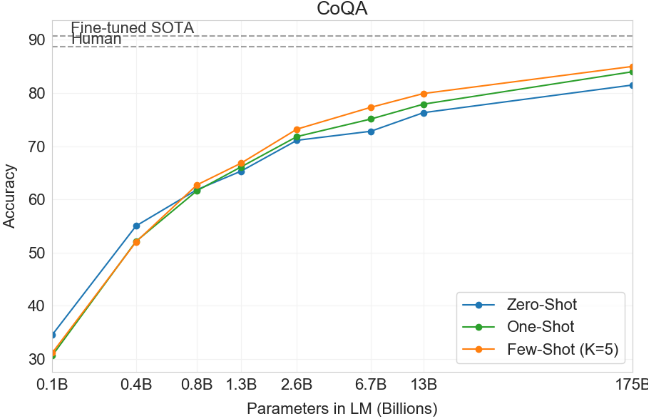 CoQA
Fine-tuned SOTA
Human
90
80
70
60
50
40
30
Accuracy
Zero-Shot
One-Shot
Few-Shot (K=5)
0.1B 0.4B 0.8B 1.3B 2.6B 6.7B 13B 175B
Parameters in LM (Billions)